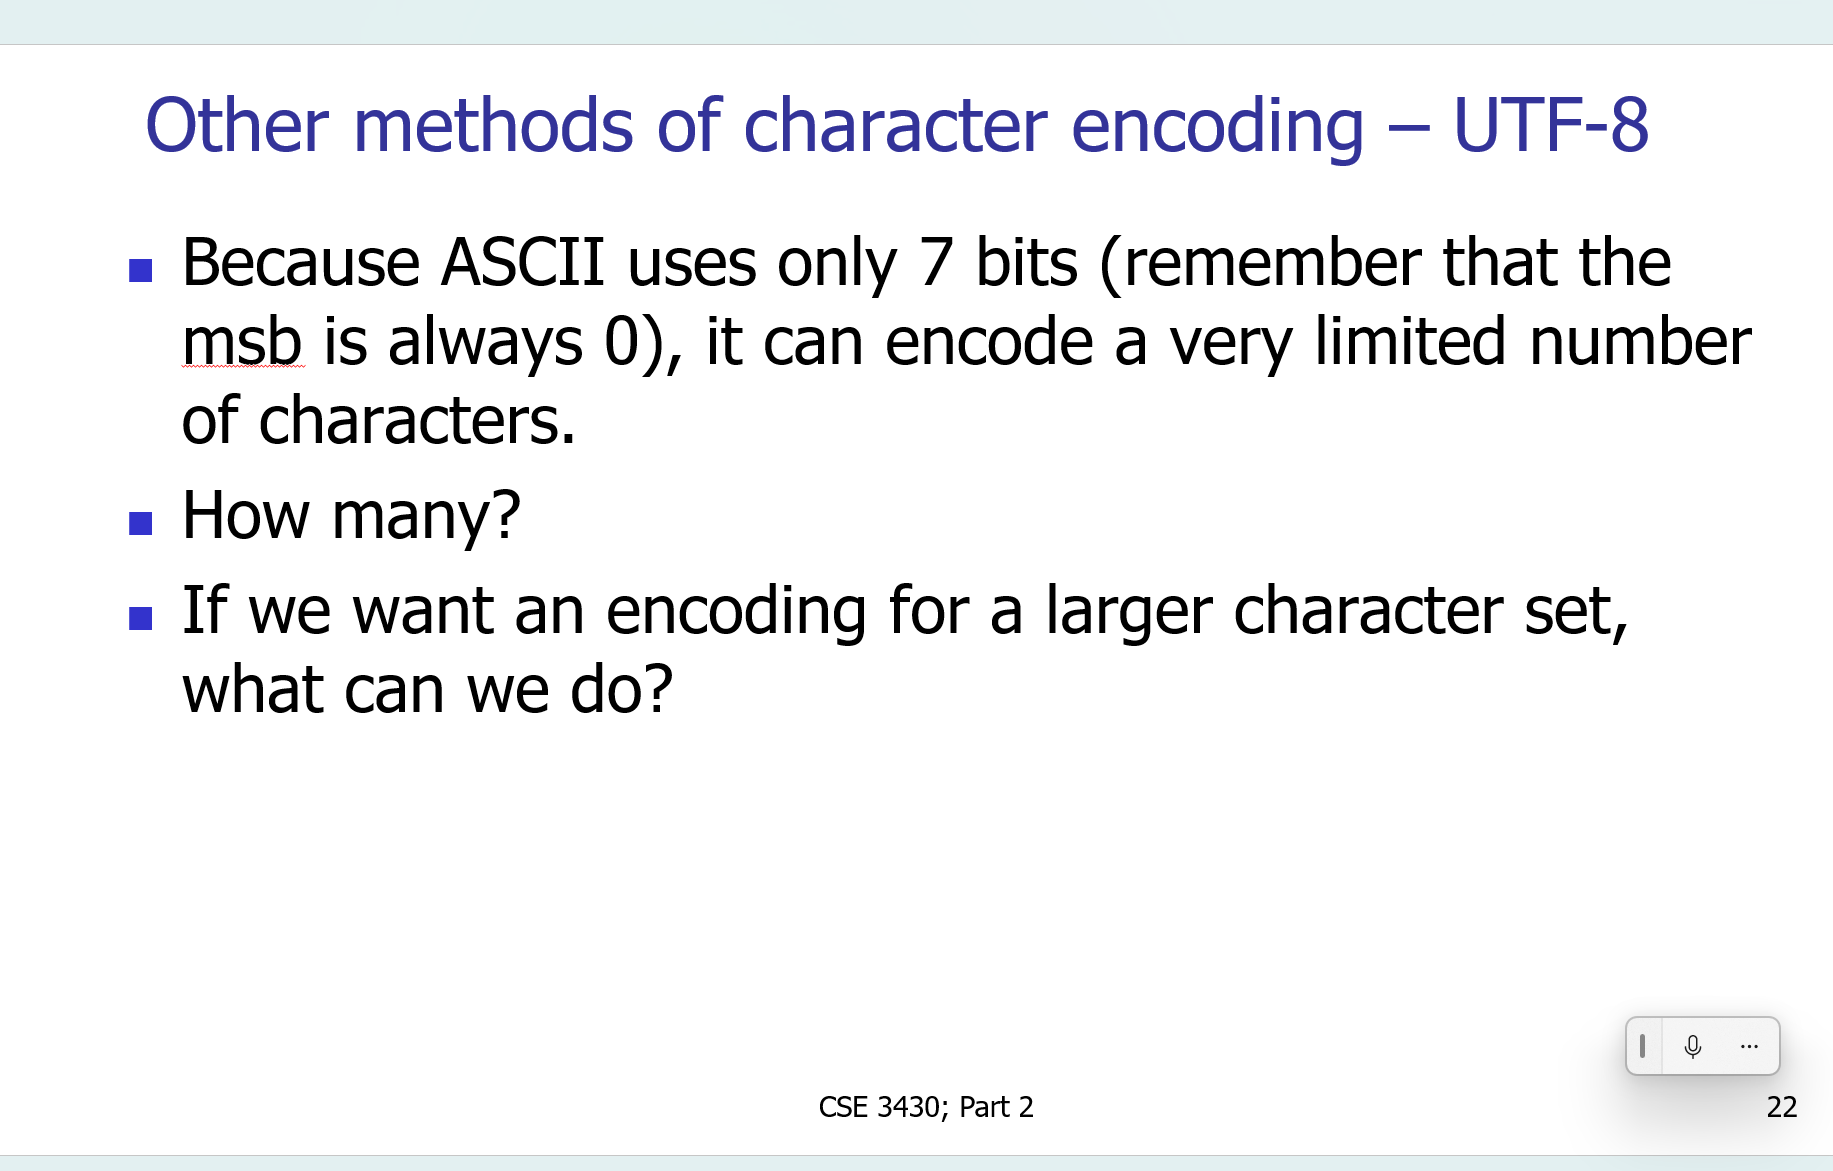 Other methods of character encoding – UTF-8
Because ASCII uses only 7 bits (remember that the
msb is always 0), it can encode a very limited number
of characters.
How many?
If we want an encoding for a larger character set,
what can we do?
CSE 3430; Part 2
22